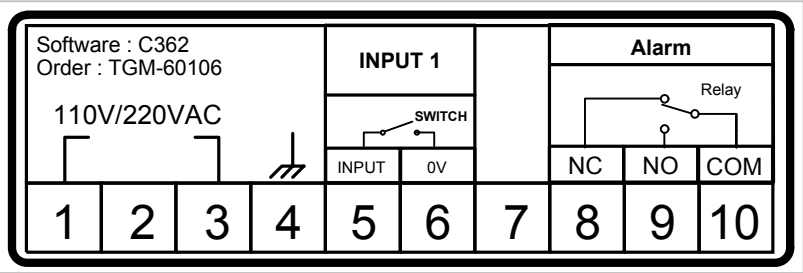 Software : C362
Order : TGM-60106
110V/220VAC
INPUT 1
SWITCH
INPUT 0V
Alarm
Relay
NC NO COM
1 2 3 4 5 6 7 8 9 10